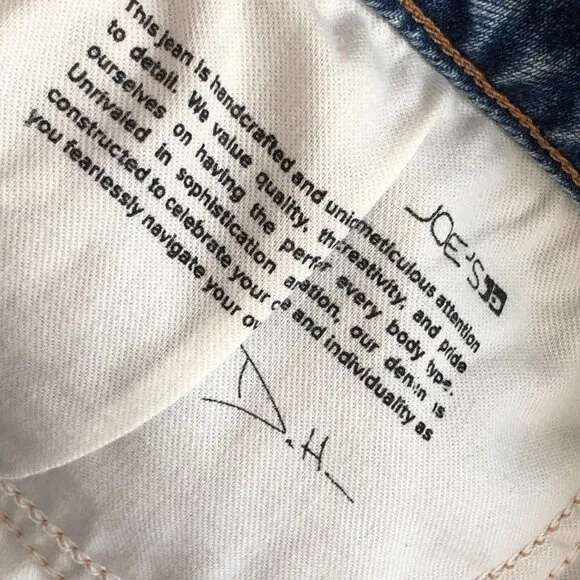 This jean is handcrafted and uni meticulous attention
to detail. We value quality, creativity, and pride
ourselves on having the perf every body type.
Unrivaled in sophistication a ation, our denim is
constructed to celebrate your c e and individuality as
you fearlessly navigate your ow
JOE'S
D.H.